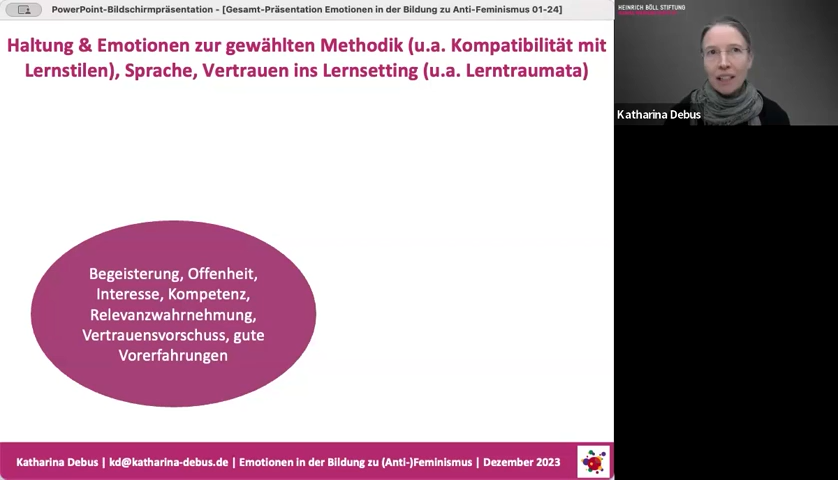 PowerPoint-Bildschirmpräsentation - [Gesamt-Präsentation Emotionen in der Bildung zu Anti-Feminismus 01-24]
Haltung & Emotionen zur gewählten Methodik (u.a. Kompatibilität mit
Lernstilen), Sprache, Vertrauen ins Lernsetting (u.a. Lerntraumata)
Begeisterung, Offenheit,
Interesse, Kompetenz,
Relevanzwahrnehmung,
Vertrauensvorschuss, gute
Vorerfahrungen
Katharina Debus | kd@katharina-debus.de | Emotionen in der Bildung zu (Anti-)Feminismus | Dezember 2023
HEINRICH BÖLL STIFTUNG
Katharina Debus